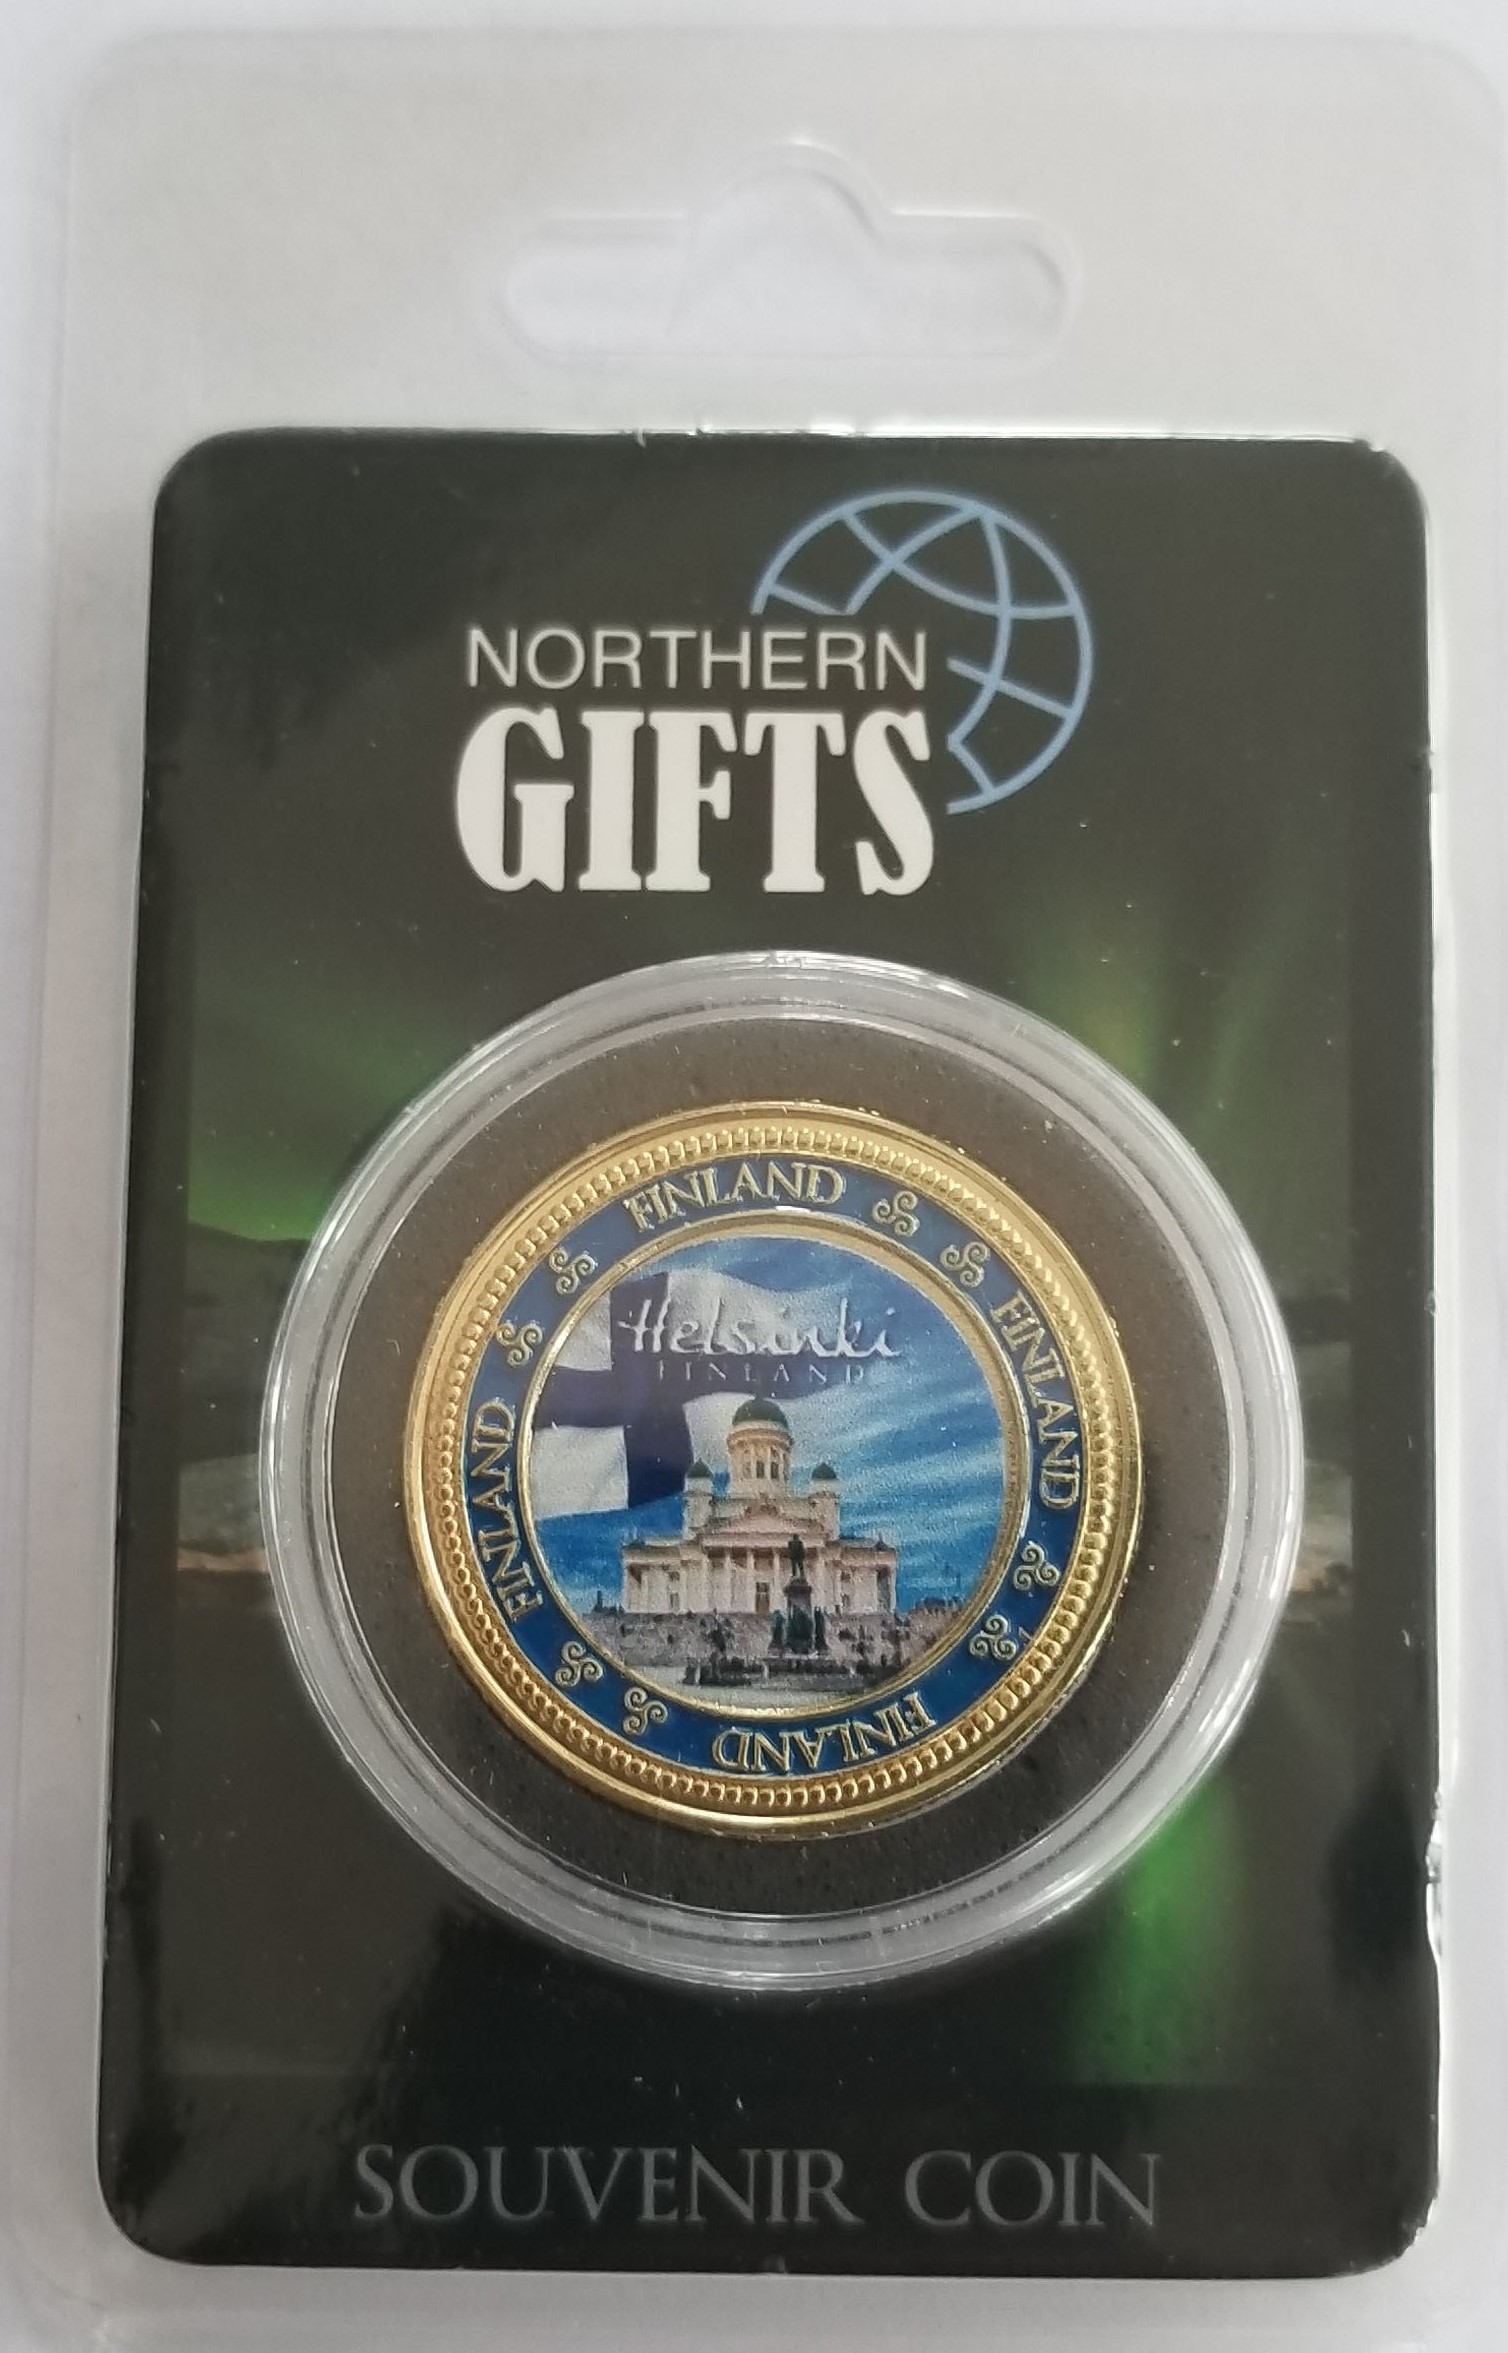 NORTHERN
GIFTS
FINLAND
FINLAND
FINLAND
FINLAND
Helsinki
FINLAND
SOUVENIR COIN